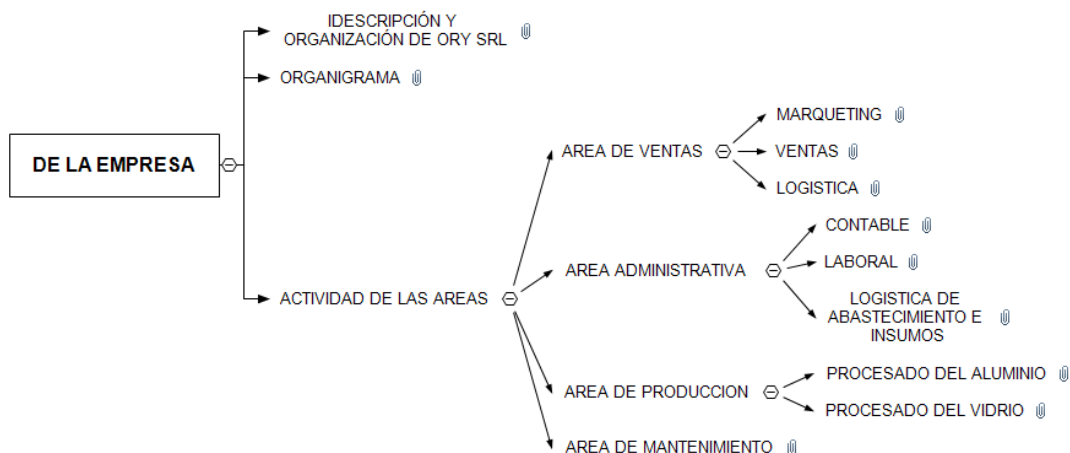 IDESCRIPCIÓN Y
ORGANIZACIÓN DE ORY SRL
ORGANIGRAMA
DE LA EMPRESA
ACTIVIDAD DE LAS AREAS
AREA DE VENTAS
MARQUETING
VENTAS
LOGISTICA
AREA ADMINISTRATIVA
CONTABLE
LABORAL
LOGISTICA DE
ABASTECIMIENTO E
INSUMOS
AREA DE PRODUCCION
PROCESADO DEL ALUMINIO
PROCESADO DEL VIDRIO
AREA DE MANTENIMIENTO